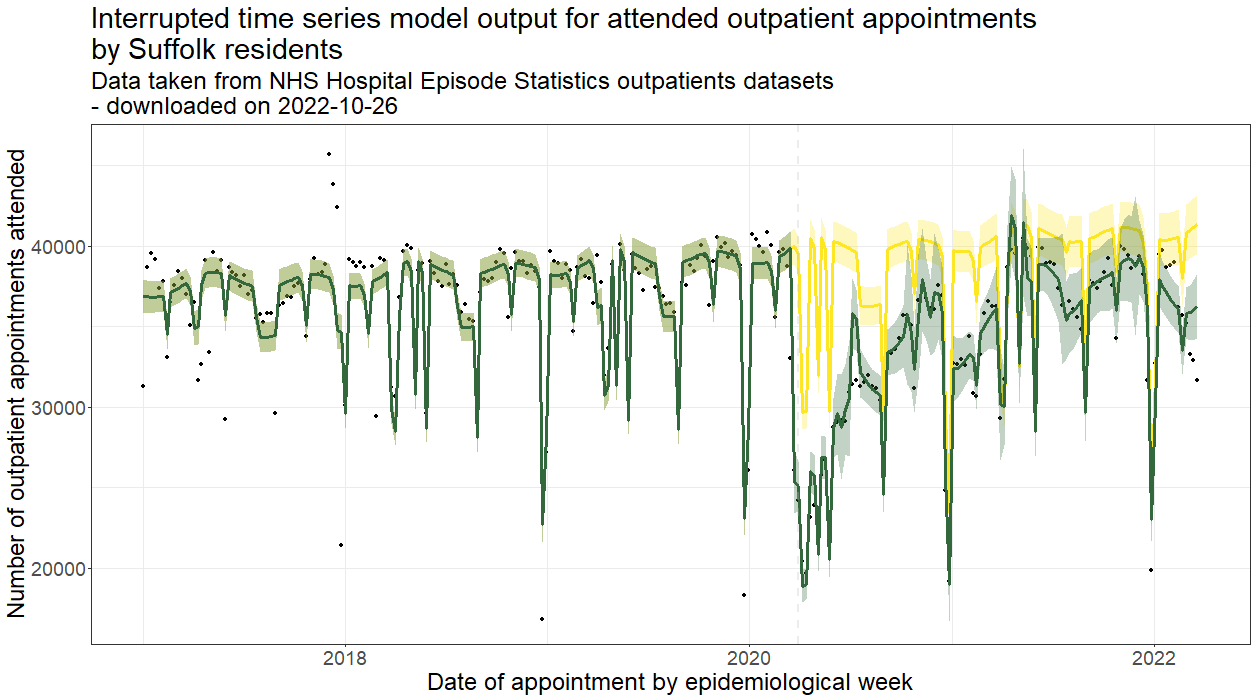 Interrupted time series model output for attended outpatient appointments
by Suffolk residents
Data taken from NHS Hospital Episode Statistics outpatients datasets
- downloaded on 2022-10-26
Number of outpatient appointments attended
40000
30000
20000
2018
2020
2022
Date of appointment by epidemiological week